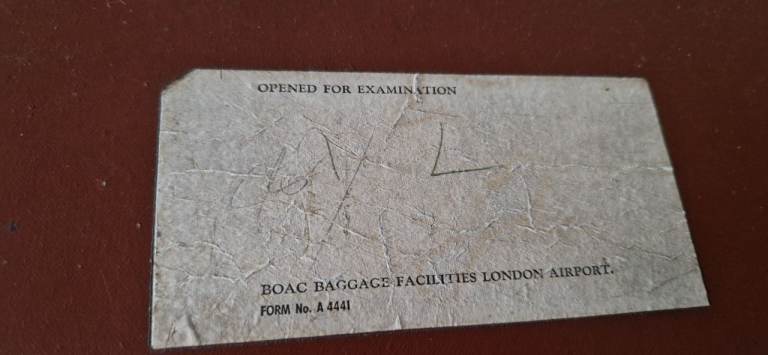 OPENED FOR EXAMINATION
BOAC BAGGAGE FACILITIES LONDON AIRPORT.
FORM No. A 4441